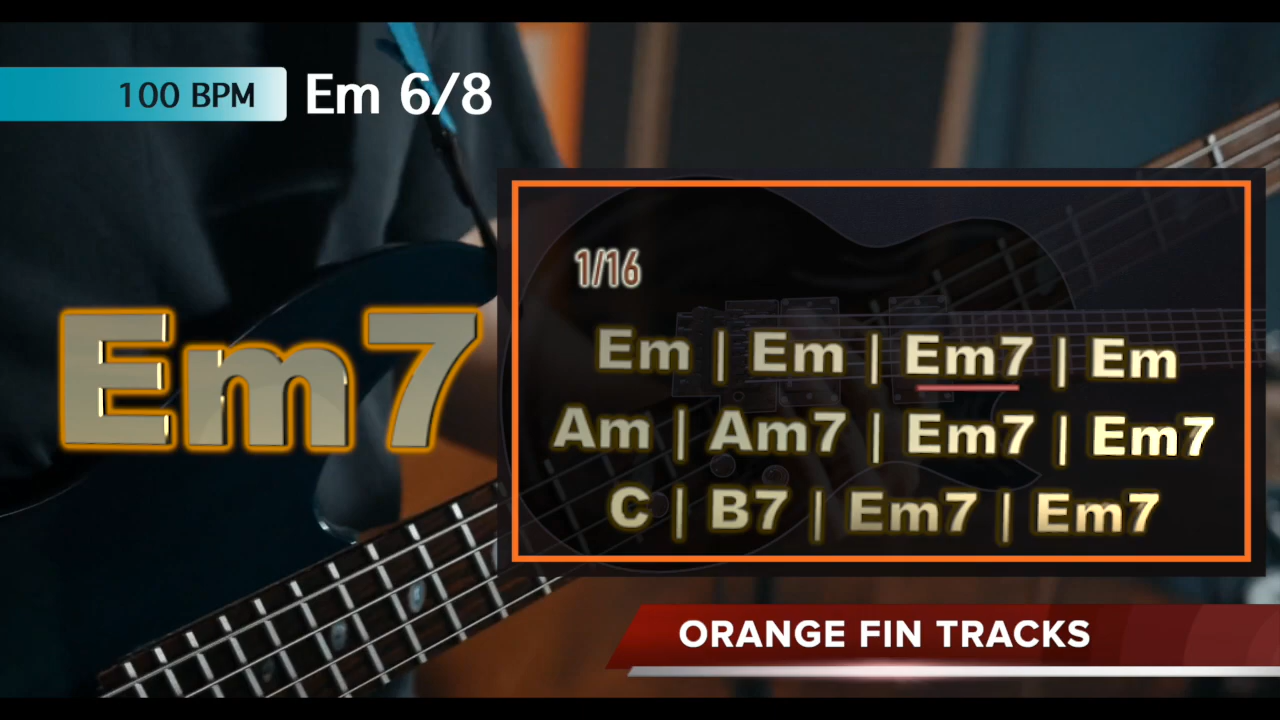 100 BPM Em 6/8
1/16
Em7
Em | Em | Em7 | Em
Am | Am7 | Em7 | Em7
C | B7 | Em7 | Em7
ORANGE FIN TRACKS